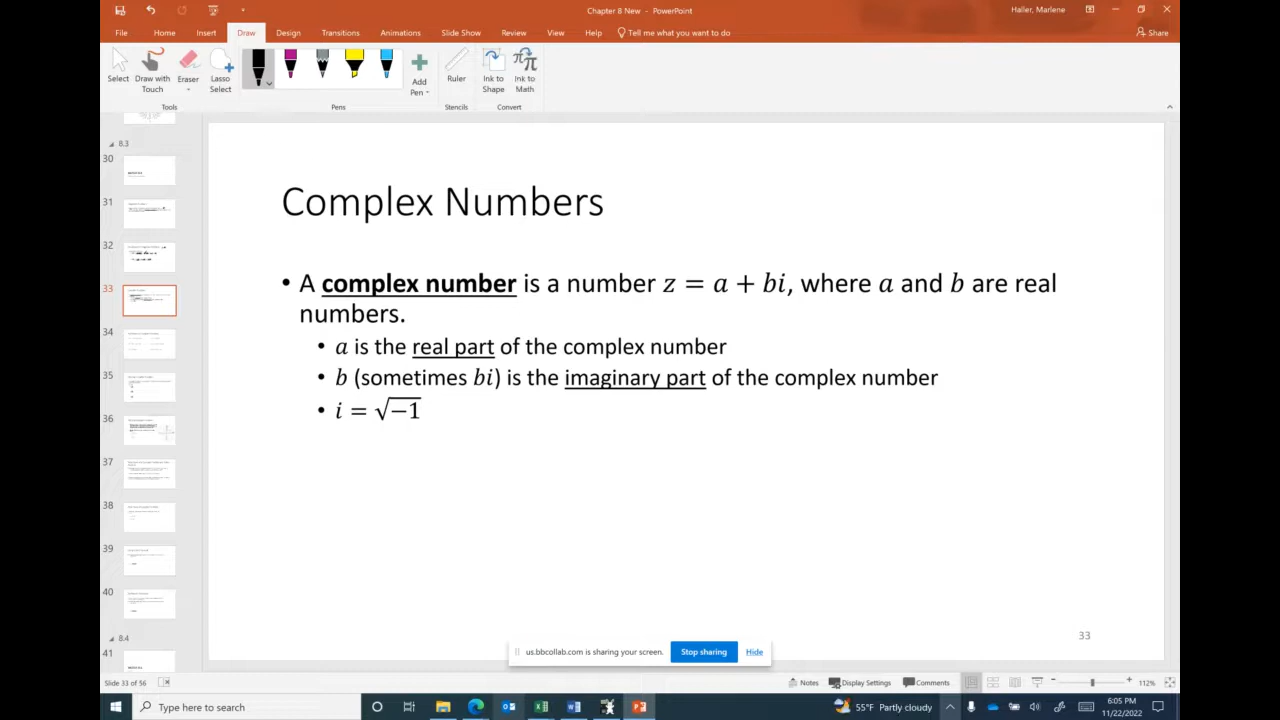 Chapter 8 New - PowerPoint
Haller, Marlene
File Home Insert Draw Design Transitions Animations Slide Show Review View Help Tell me what you want to do Share
Select Draw with Touch Eraser Lasso Select Add Pen Ruler Ink to Shape Ink to Math
Tools Pens Stencils Convert
8.3
30
31
32
33
34
35
36
37
38
39
40
8.4
41
Complex Numbers
• A complex number is a number z = a + bi, where a and b are real
numbers.
• a is the real part of the complex number
• b (sometimes bi) is the imaginary part of the complex number
• i = √−1
33
us.bbcollab.com is sharing your screen. Stop sharing Hide
Slide 33 of 56 Notes Display Settings Comments 112%
Type here to search 55°F Partly cloudy 6:05 PM
11/22/2022